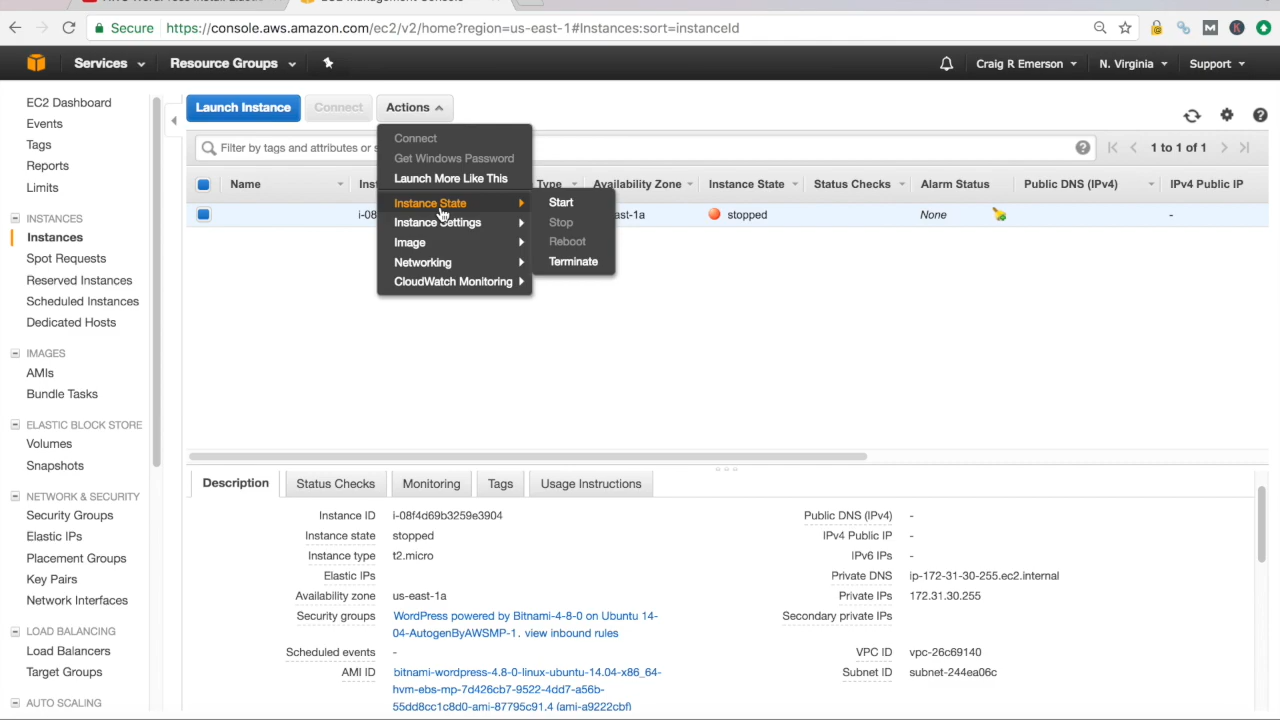 Secure https://console.aws.amazon.com/ec2/v2/home?region=us-east-1#Instances:sort=instanceId
Services Resource Groups Craig R Emerson N. Virginia Support
EC2 Dashboard
Events
Tags
Reports
Limits
INSTANCES
Instances
Spot Requests
Reserved Instances
Scheduled Instances
Dedicated Hosts
IMAGES
AMIs
Bundle Tasks
ELASTIC BLOCK STORE
Volumes
Snapshots
NETWORK & SECURITY
Security Groups
Elastic IPs
Placement Groups
Key Pairs
Network Interfaces
LOAD BALANCING
Load Balancers
Target Groups
AUTO SCALING
Launch Instance Connect Actions
Connect
Get Windows Password
Launch More Like This
Instance State
Instance Settings
Image
Networking
CloudWatch Monitoring
Start
Stop
Reboot
Terminate
Filter by tags and attributes or s 1 to 1 of 1
Name Inst Type Availability Zone Instance State Status Checks Alarm Status Public DNS (IPv4) IPv4 Public IP
i-08 ast-1a stopped None -
Description Status Checks Monitoring Tags Usage Instructions
Instance ID i-08f4d69b3259e3904
Instance state stopped
Instance type t2.micro
Elastic IPs
Availability zone us-east-1a
Security groups WordPress powered by Bitnami-4-8-0 on Ubuntu 14-
04-AutogenByAWSMP-1. view inbound rules
Scheduled events -
AMI ID bitnami-wordpress-4.8-0-linux-ubuntu-14.04-x86_64-
hvm-ebs-mp-7d426cb7-9522-4dd7-a56b-
55dd8cc1c8d0-ami-87795c91.4 (ami-a9222cbf)
Public DNS (IPv4) -
IPv4 Public IP -
IPv6 IPs -
Private DNS ip-172-31-30-255.ec2.internal
Private IPs 172.31.30.255
Secondary private IPs
VPC ID vpc-26c69140
Subnet ID subnet-244ea06c